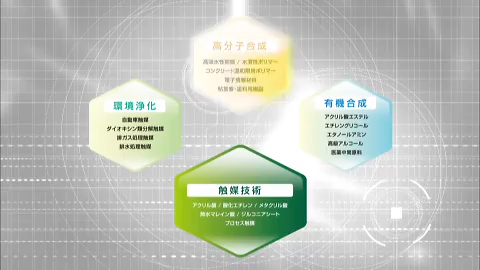 高分子合成
高吸水性樹脂 / 水溶性ポリマー
コンクリート混和剤用ポリマー
電子情報材料
粘接着・歯科用樹脂
環境浄化
自動車触媒
ダイオキシン類分解触媒
排ガス処理触媒
排水処理触媒
有機合成
アクリル酸エステル
エチレングリコール
エタノールアミン
高級アルコール
医薬中間原料
触媒技術
アクリル酸 / 酸化エチレン / メタクリル酸
無水マレイン酸 / ジルコニアシート
プロセス触媒